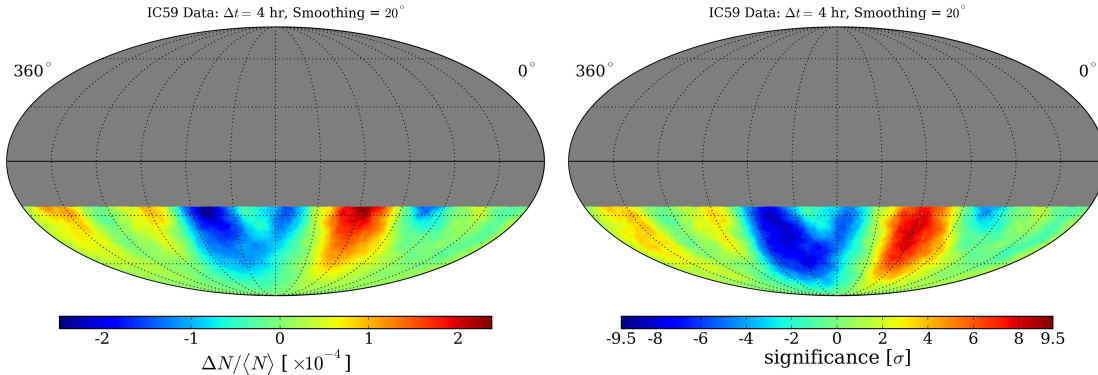 IC59 Data: Δt = 4 hr, Smoothing = 20°
360°
0°
-2 -1 0 1 2
ΔN/⟨N⟩ [ ×10⁻⁴ ]
IC59 Data: Δt = 4 hr, Smoothing = 20°
360°
0°
-9.5 -8 -6 -4 -2 0 2 4 6 8 9.5
significance [σ]